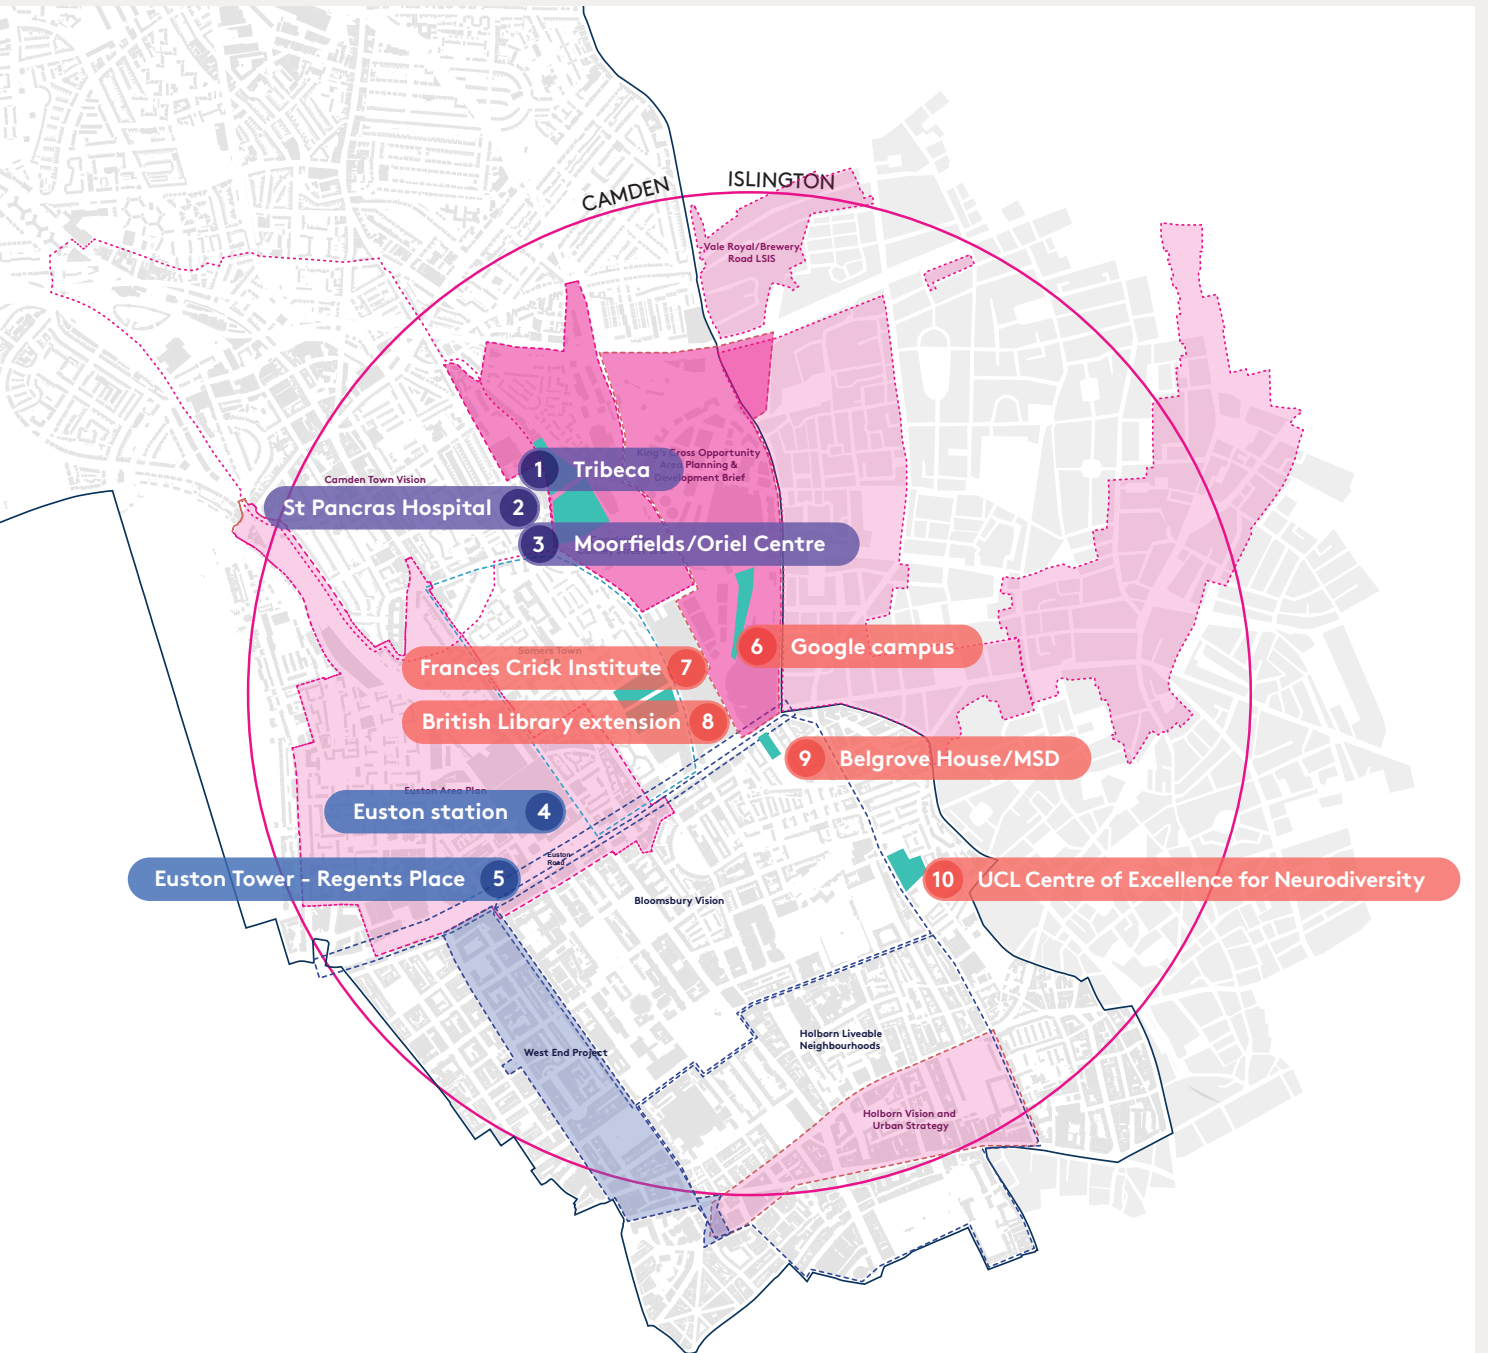 CAMDEN
ISLINGTON
Vale Royal/Brewery
Road LSIS
King's Cross Opportunity
Area Planning &
Development Brief
1 Tribeca
Camden Town Vision
St Pancras Hospital 2
3 Moorfields/Oriel Centre
6 Google campus
Somers Town
Frances Crick Institute 7
British Library extension 8
9 Belgrove House/MSD
Euston Area Plan
Euston station 4
Euston
Road
Euston Tower - Regents Place 5
10 UCL Centre of Excellence for Neurodiversity
Bloomsbury Vision
Holborn Liveable
Neighbourhoods
West End Project
Holborn Vision and
Urban Strategy